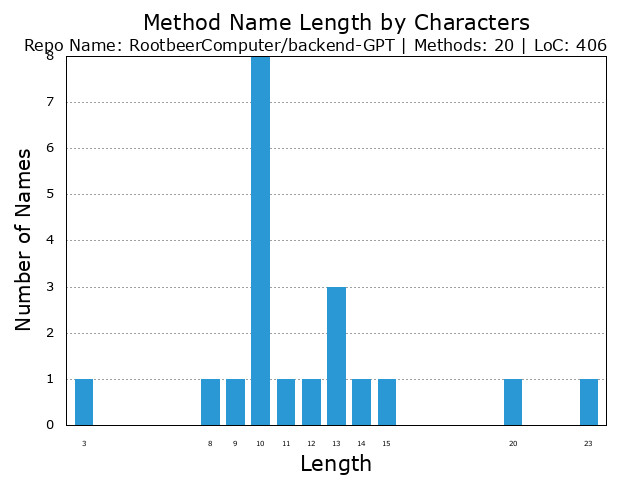 Method Name Length by Characters
Repo Name: RootbeerComputer/backend-GPT | Methods: 20 | LoC: 406
8
7
6
5
4
3
2
1
0
Number of Names
3 8 9 10 11 12 13 14 15 20 23
Length